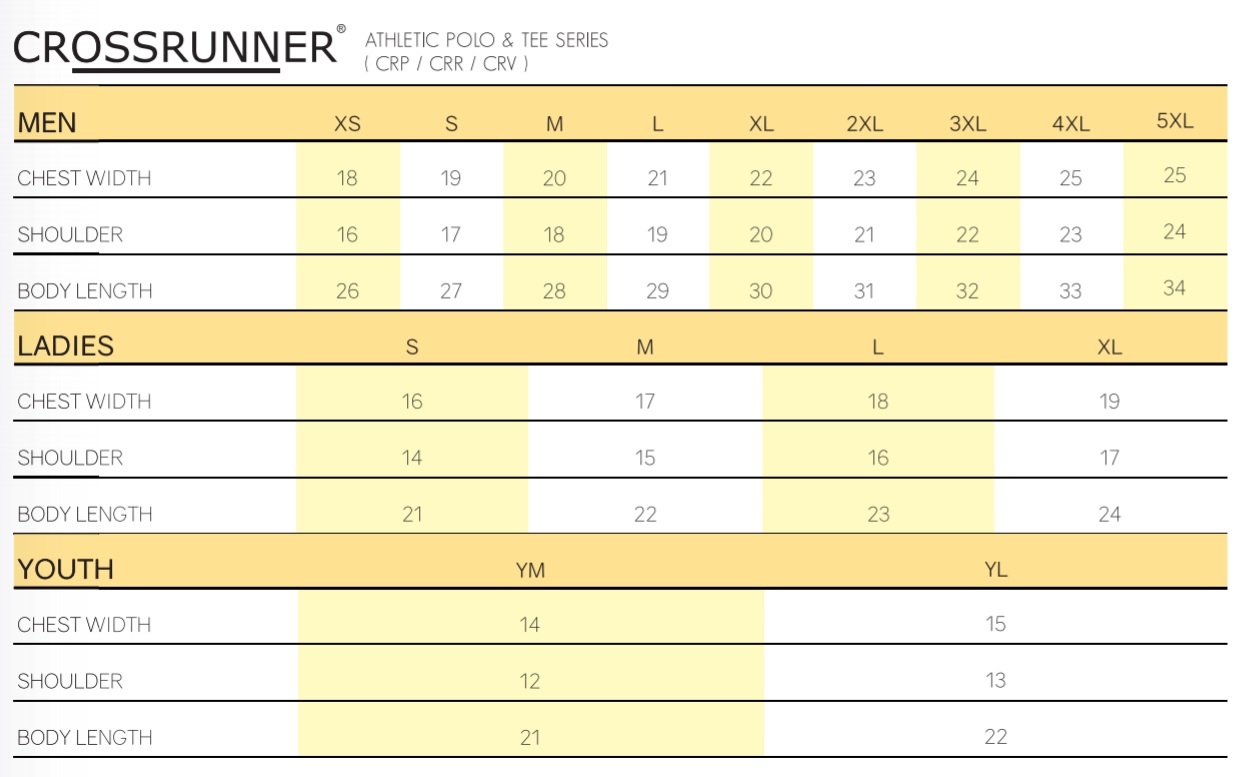 CROSSRUNNER®
ATHLETIC POLO & TEE SERIES
( CRP / CRR / CRV )
MEN XS S M L XL 2XL 3XL 4XL 5XL
CHEST WIDTH 18 19 20 21 22 23 24 25 25
SHOULDER 16 17 18 19 20 21 22 23 24
BODY LENGTH 26 27 28 29 30 31 32 33 34
LADIES S M L XL
CHEST WIDTH 16 17 18 19
SHOULDER 14 15 16 17
BODY LENGTH 21 22 23 24
YOUTH YM YL
CHEST WIDTH 14 15
SHOULDER 12 13
BODY LENGTH 21 22